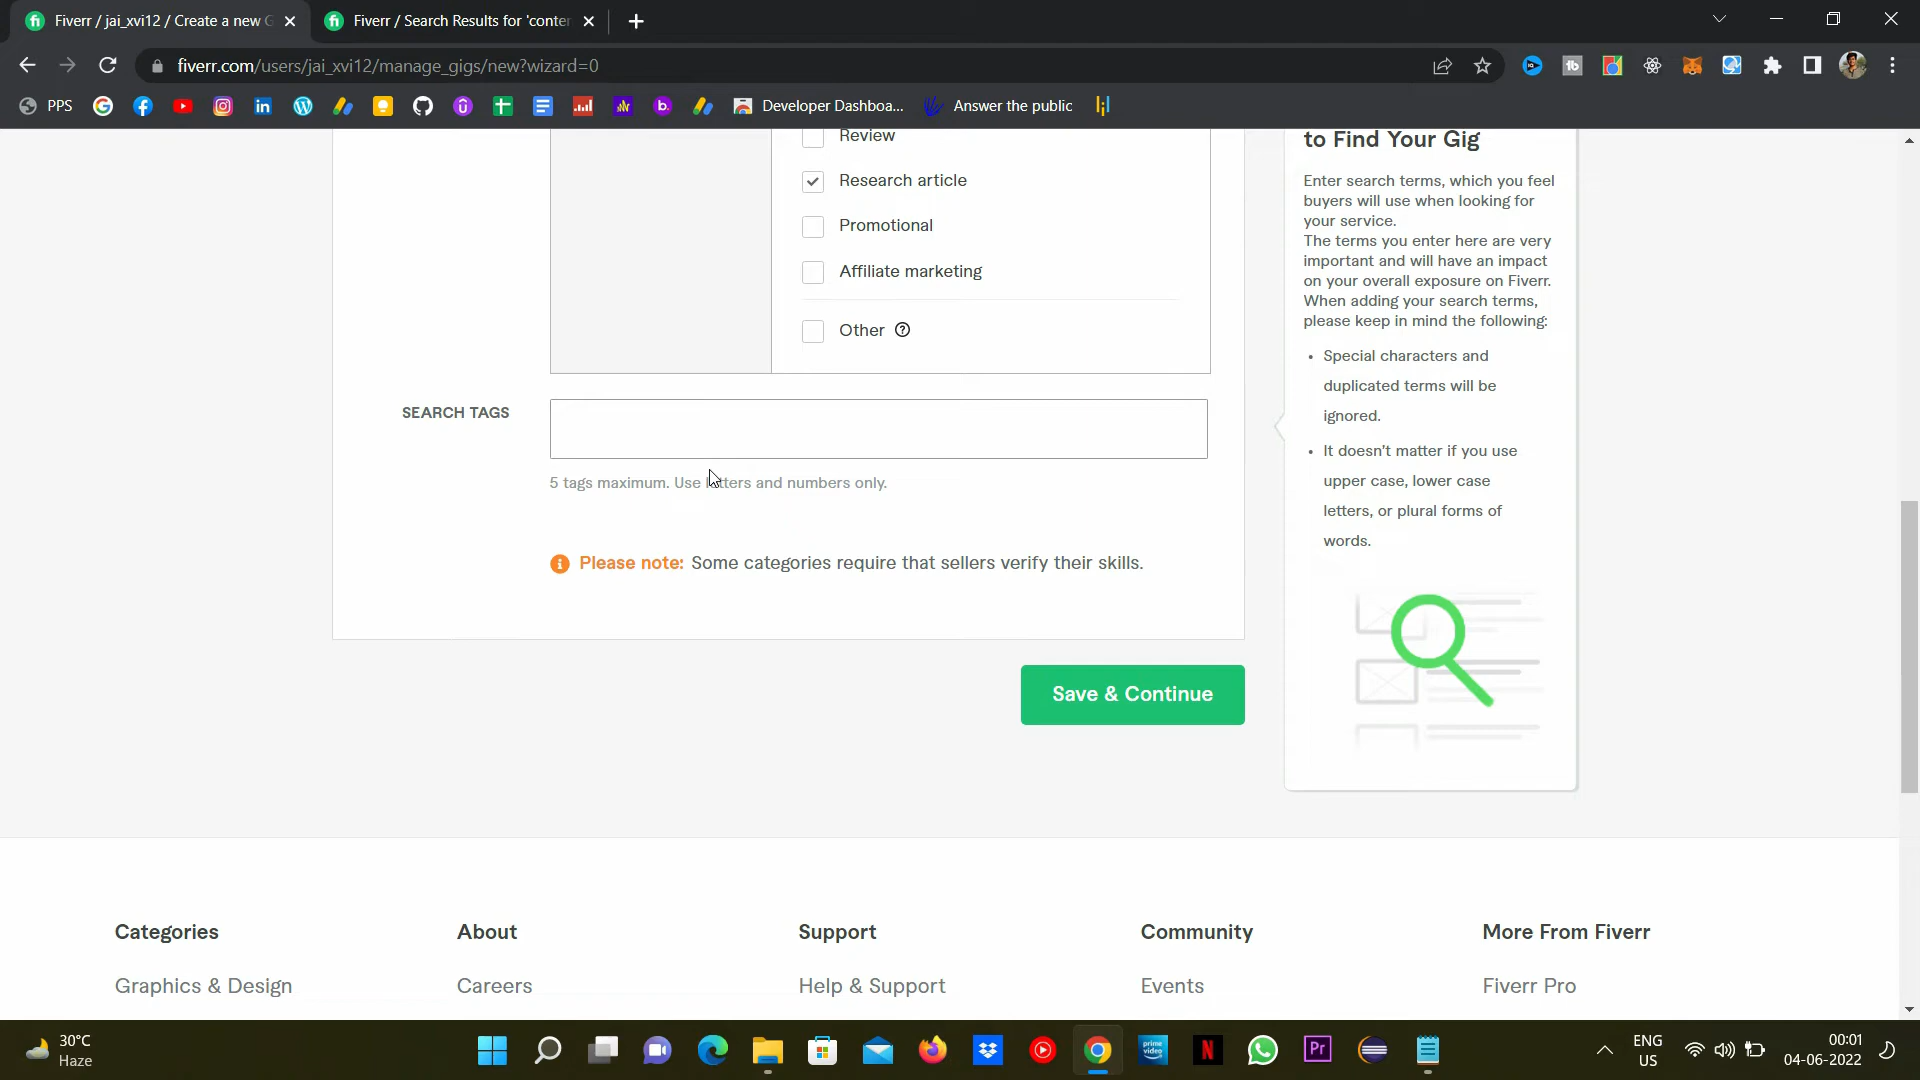 Fiverr / jai_xvi12 / Create a new G
Fiverr / Search Results for 'conter
fiverr.com/users/jai_xvi12/manage_gigs/new?wizard=0
PPS
Developer Dashboa...
Answer the public
Review
Research article
Promotional
Affiliate marketing
Other
SEARCH TAGS
5 tags maximum. Use letters and numbers only.
Please note: Some categories require that sellers verify their skills.
Save & Continue
to Find Your Gig
Enter search terms, which you feel
buyers will use when looking for
your service.
The terms you enter here are very
important and will have an impact
on your overall exposure on Fiverr.
When adding your search terms,
please keep in mind the following:
• Special characters and
duplicated terms will be
ignored.
• It doesn't matter if you use
upper case, lower case
letters, or plural forms of
words.
Categories
About
Support
Community
More From Fiverr
Graphics & Design
Careers
Help & Support
Events
Fiverr Pro
30°C
Haze
prime video
N
Pr
ENG
US
00:01
04-06-2022